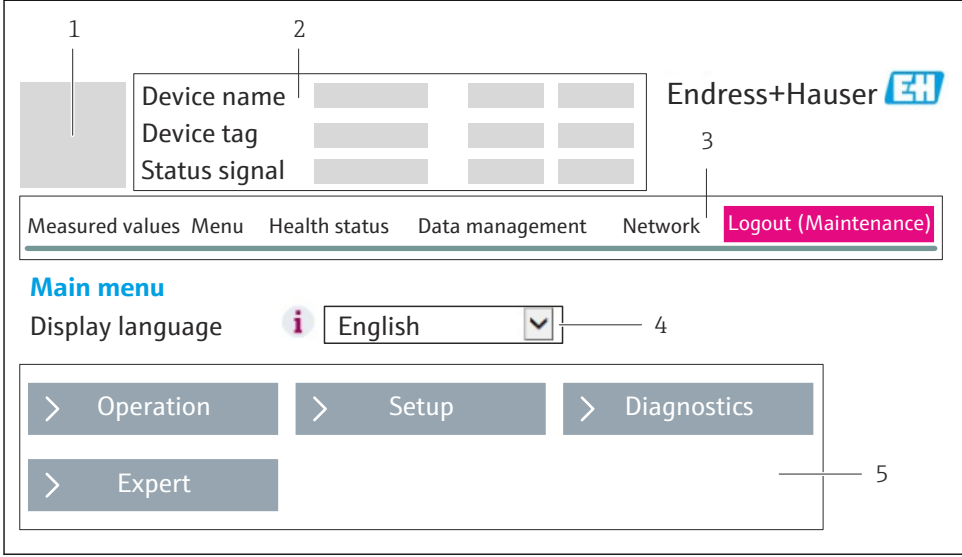 1
2
Device name
Endress+Hauser EH
Device tag
3
Status signal
Measured values Menu Health status Data management Network Logout (Maintenance)
Main menu
Display language i English 4
> Operation > Setup > Diagnostics
> Expert
5